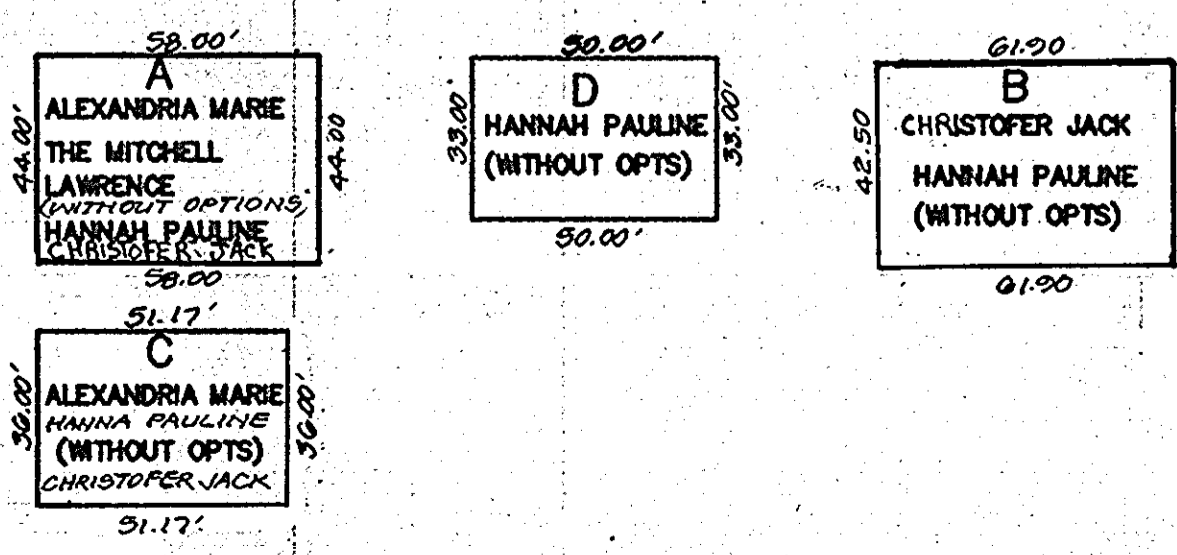 58.00'
A
ALEXANDRIA MARIE
THE MITCHELL
LAWRENCE
(WITHOUT OPTIONS)
HANNAH PAULINE
CHRISTOFER JACK
44.00'
44.00
58.00
50.00'
D
HANNAH PAULINE
(WITHOUT OPTS)
33.00'
33.00'
50.00'
61.90
B
CHRISTOFER JACK
HANNAH PAULINE
(WITHOUT OPTS)
42.50
61.90
51.17'
C
ALEXANDRIA MARIE
HANNA PAULINE
(WITHOUT OPTS)
CHRISTOFER JACK
36.00'
36.00'
51.17'